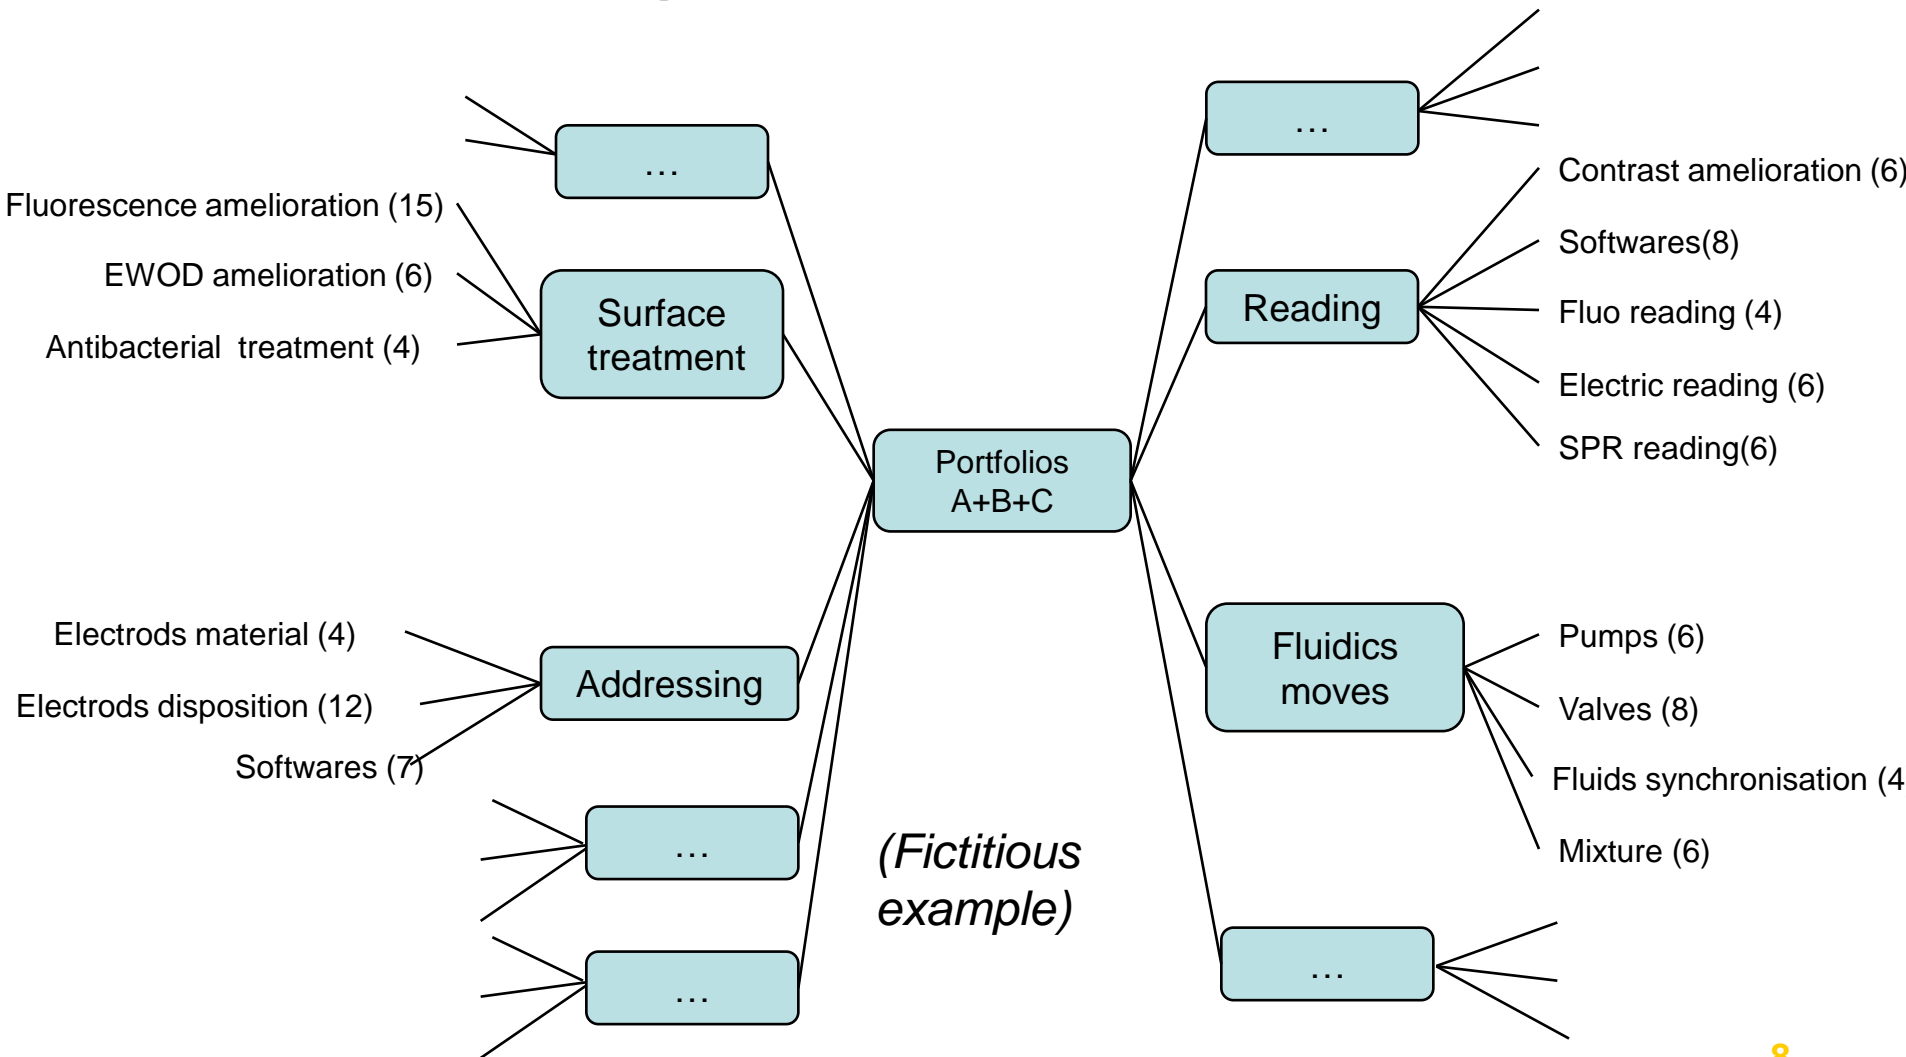 ...
...
Fluorescence amelioration (15)
EWOD amelioration (6)
Antibacterial treatment (4)
Surface
treatment
Reading
Contrast amelioration (6)
Softwares(8)
Fluo reading (4)
Electric reading (6)
SPR reading(6)
Portfolios
A+B+C
Electrods material (4)
Electrods disposition (12)
Softwares (7)
Addressing
Fluidics
moves
Pumps (6)
Valves (8)
Fluids synchronisation (4
Mixture (6)
...
...
(Fictitious
example)
...
8